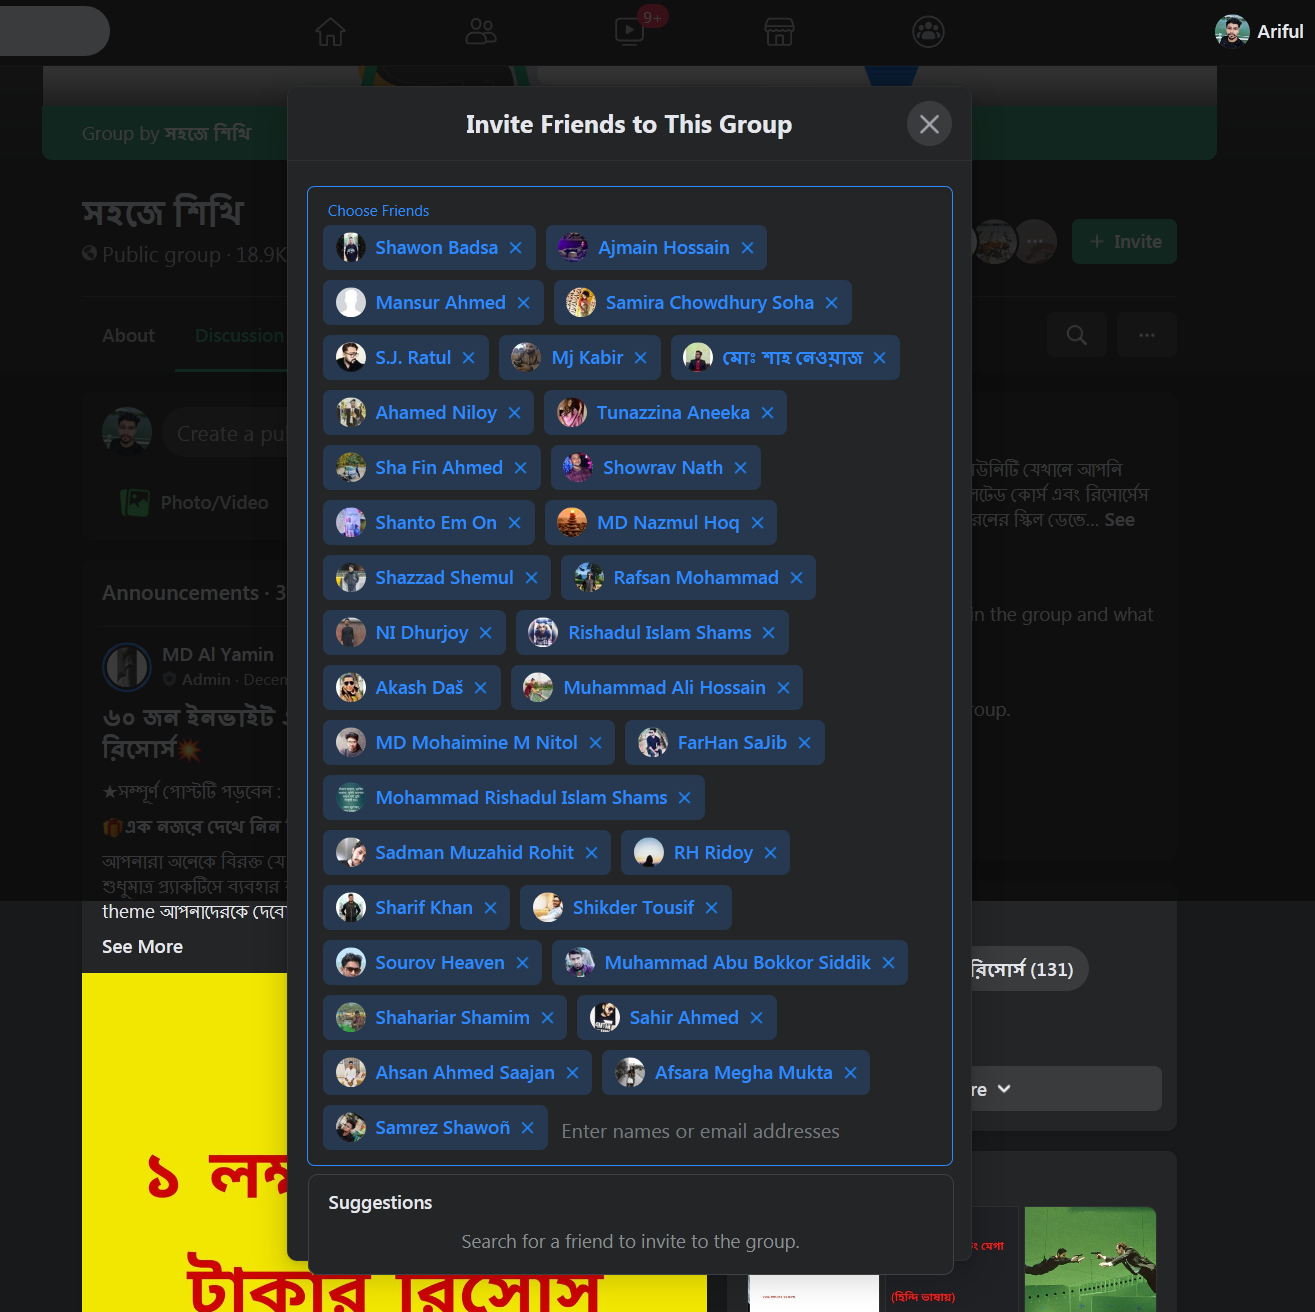 9+
Ariful
Group by সহজে শিখি
Invite Friends to This Group
সহজে শিখি
Public group · 18.9K
+ Invite
About
Discussion
Choose Friends
Shawon Badsa
Ajmain Hossain
Mansur Ahmed
Samira Chowdhury Soha
S.J. Ratul
Mj Kabir
মোঃ শাহ নেওয়াজ
Ahamed Niloy
Tunazzina Aneeka
Sha Fin Ahmed
Showrav Nath
Shanto Em On
MD Nazmul Hoq
Shazzad Shemul
Rafsan Mohammad
NI Dhurjoy
Rishadul Islam Shams
Akash Daš
Muhammad Ali Hossain
MD Mohaimine M Nitol
FarHan SaJib
Mohammad Rishadul Islam Shams
Sadman Muzahid Rohit
RH Ridoy
Sharif Khan
Shikder Tousif
Sourov Heaven
Muhammad Abu Bokkor Siddik
Shahariar Shamim
Sahir Ahmed
Ahsan Ahmed Saajan
Afsara Megha Mukta
Samrez Shawoñ
Enter names or email addresses
Suggestions
Search for a friend to invite to the group.
Create a pu
Photo/Video
Announcements · 3
MD Al Yamin
Admin · Decem
৬০ জন ইনভাইট
রিসোর্স
★সম্পূর্ণ পোস্টটি পড়বেন :
এক নজরে দেখে নিন
আপনারা অনেকে বিরক্ত যে
শুধুমাত্র প্র্যাকটিসে ব্যবহার
theme আপনাদেরকে দেবে
See More
১ লক্ষ
টাকার রিসোর্স
উনিটি যেখানে আপনি
লটেড কোর্স এবং রিসোর্সেস
রনের স্কিল ডেভে... See
in the group and what
roup.
রিসোর্স (131)
re
ং মেগা
(হিন্দি ভাষায়)